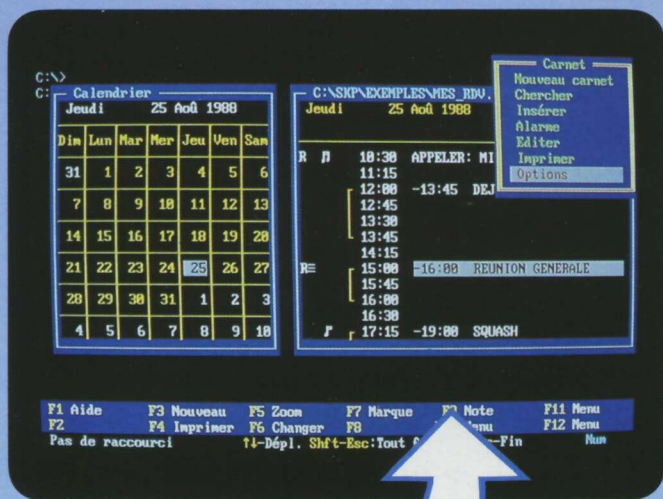 C:\>
C:
Calendrier
Jeudi 25 Aoû 1988
Dim Lun Mar Mer Jeu Ven Sam
31 1 2 3 4 5 6
7 8 9 10 11 12 13
14 15 16 17 18 19 20
21 22 23 24 25 26 27
28 29 30 31 1 2 3
4 5 6 7 8 9 10
C:\SKP\EXEMPLES\MES_RDV.
Jeudi 25 Aoû 1988
R ♫ 10:30 APPELER: MI
11:15
12:00 -13:45 DEJ
12:45
13:30
13:45
14:15
R≡ 15:00 -16:00 REUNION GENERALE
15:45
16:00
16:30
♪ 17:15 -19:00 SQUASH
Carnet
Nouveau carnet
Chercher
Insérer
Alarme
Editer
Imprimer
Options
F1 Aide F3 Nouveau F5 Zoom F7 Marque Note F11 Menu
F2 F4 Imprimer F6 Changer F8 F12 Menu
Pas de raccourci ↑↓-Dépl. Shft-Esc:Tout -Fin Num